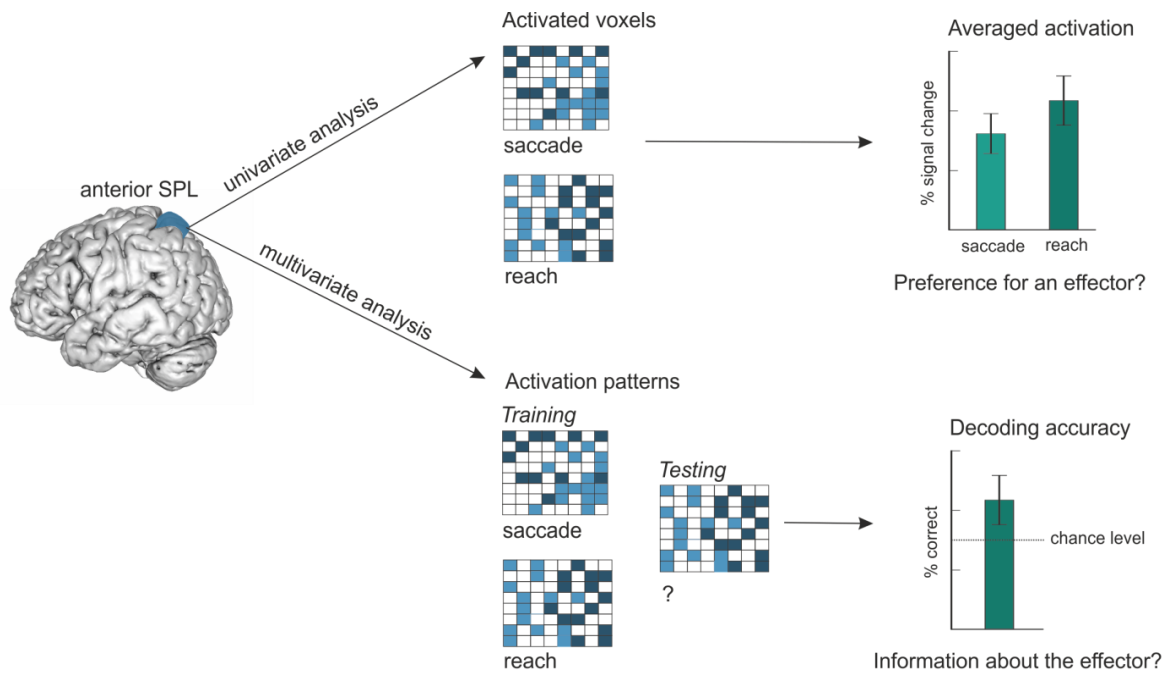 Activated voxels
Averaged activation
univariate analysis
saccade
% signal change
anterior SPL
reach
saccade
reach
Preference for an effector?
multivariate analysis
Activation patterns
Training
Decoding accuracy
Testing
saccade
% correct
chance level
?
reach
Information about the effector?